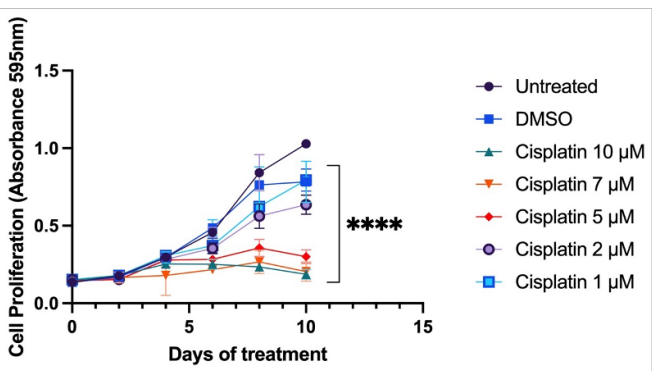 Cell Proliferation (Absorbance 595nm)
1.5
1.0
0.5
0.0
0
5
10
15
Days of treatment
****
Untreated
DMSO
Cisplatin 10 µM
Cisplatin 7 µM
Cisplatin 5 µM
Cisplatin 2 µM
Cisplatin 1 µM